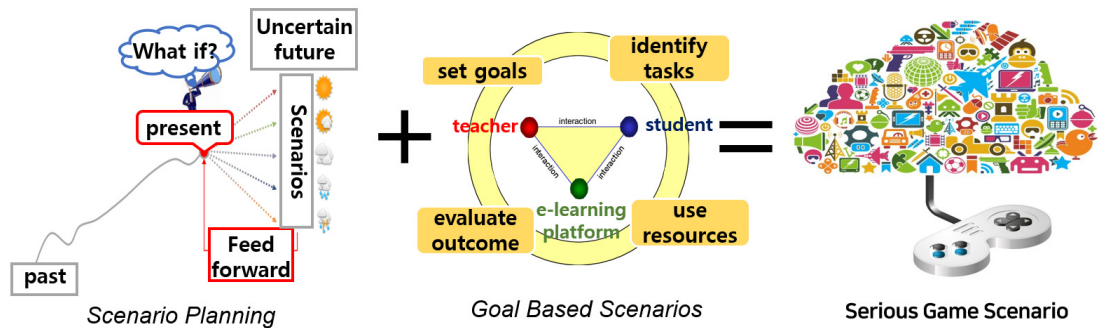 What if?
Uncertain
future
present
Scenarios
Feed
forward
past
Scenario Planning
+
set goals
identify
tasks
teacher
interaction
student
interaction
interaction
e-learning
platform
evaluate
outcome
use
resources
Goal Based Scenarios
=
Serious Game Scenario